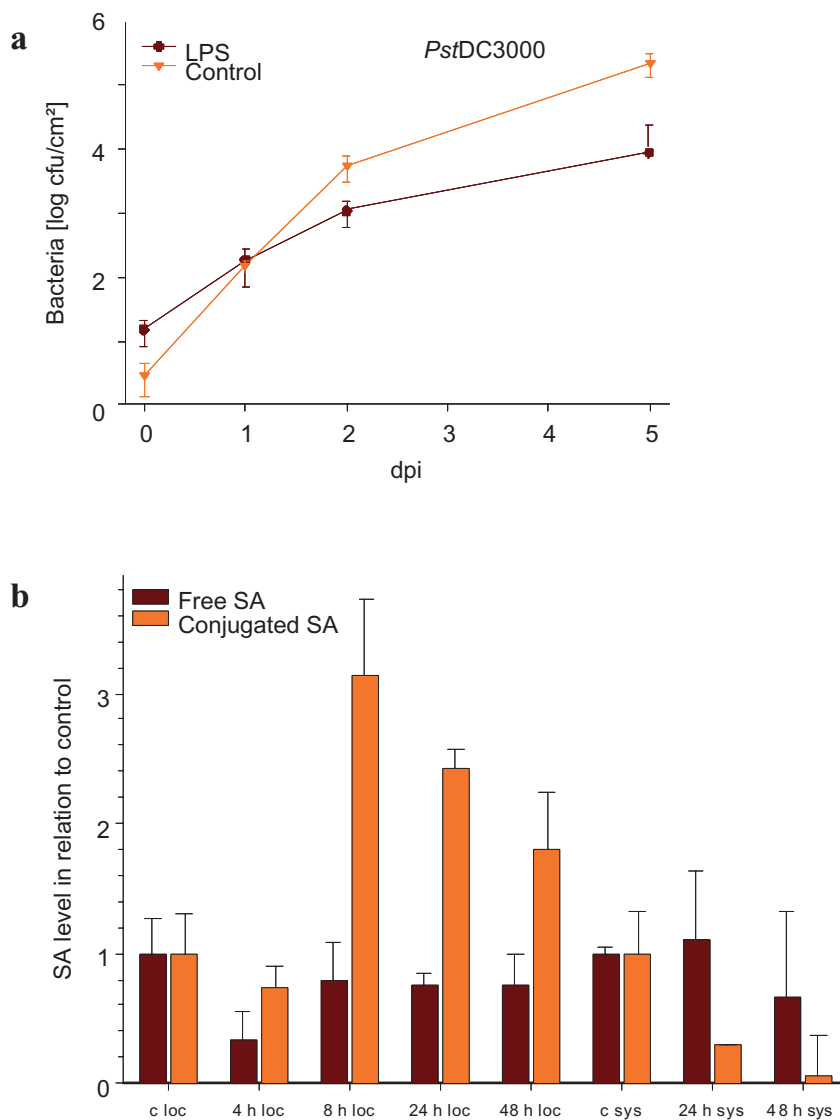 a
6
4
2
0
Bacteria [log cfu/cm²]
LPS
Control
PstDC3000
0 1 2 3 4 5
dpi
b
3
2
1
0
SA level in relation to control
Free SA
Conjugated SA
c loc 4 h loc 8 h loc 24 h loc 48 h loc c sys 24 h sys 48 h sys